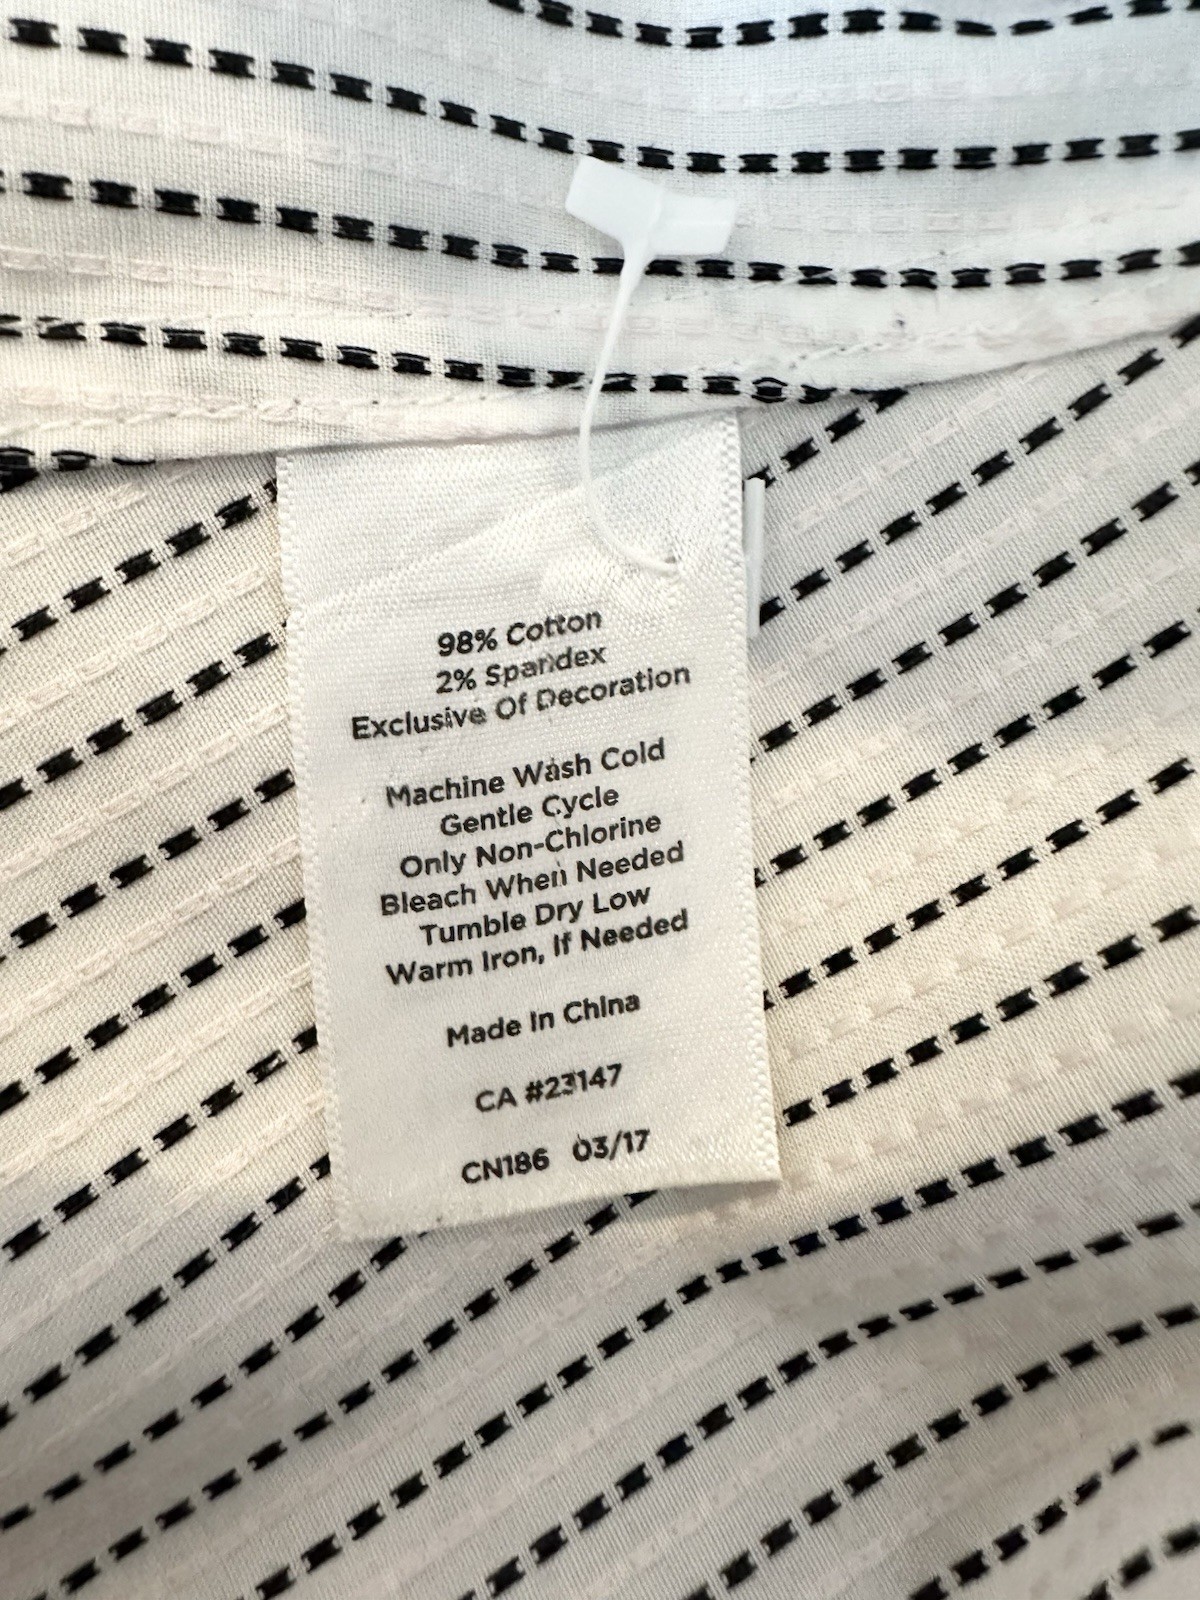 98% Cotton
2% Spandex
Exclusive Of Decoration
Machine Wash Cold
Gentle Cycle
Only Non-Chlorine
Bleach When Needed
Tumble Dry Low
Warm Iron, If Needed
Made In China
CA #23147
CN186 03/17